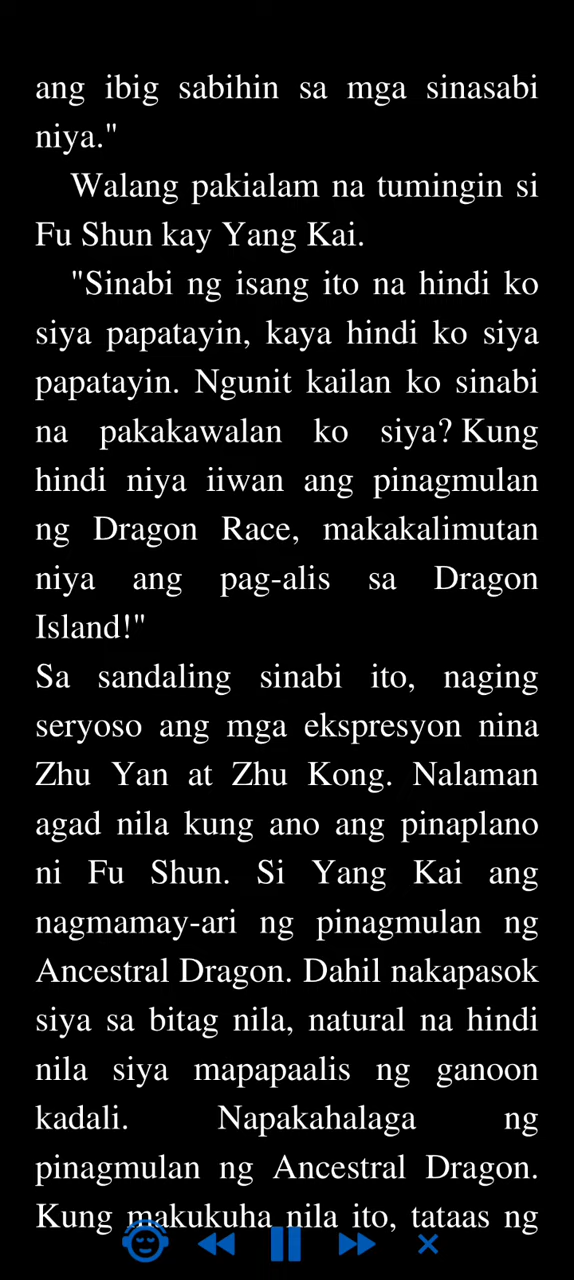 ang ibig sabihin sa mga sinasabi
niya."
Walang pakialam na tumingin si
Fu Shun kay Yang Kai.
"Sinabi ng isang ito na hindi ko
siya papatayin, kaya hindi ko siya
papatayin. Ngunit kailan ko sinabi
na pakakawalan ko siya? Kung
hindi niya iiwan ang pinagmulan
ng Dragon Race, makakalimutan
niya ang pag-alis sa Dragon
Island!"
Sa sandaling sinabi ito, naging
seryoso ang mga ekspresyon nina
Zhu Yan at Zhu Kong. Nalaman
agad nila kung ano ang pinaplano
ni Fu Shun. Si Yang Kai ang
nagmamay-ari ng pinagmulan ng
Ancestral Dragon. Dahil nakapasok
siya sa bitag nila, natural na hindi
nila siya mapapaalis ng ganoon
kadali. Napakahalaga ng
pinagmulan ng Ancestral Dragon.
Kung makukuha nila ito, tataas ng